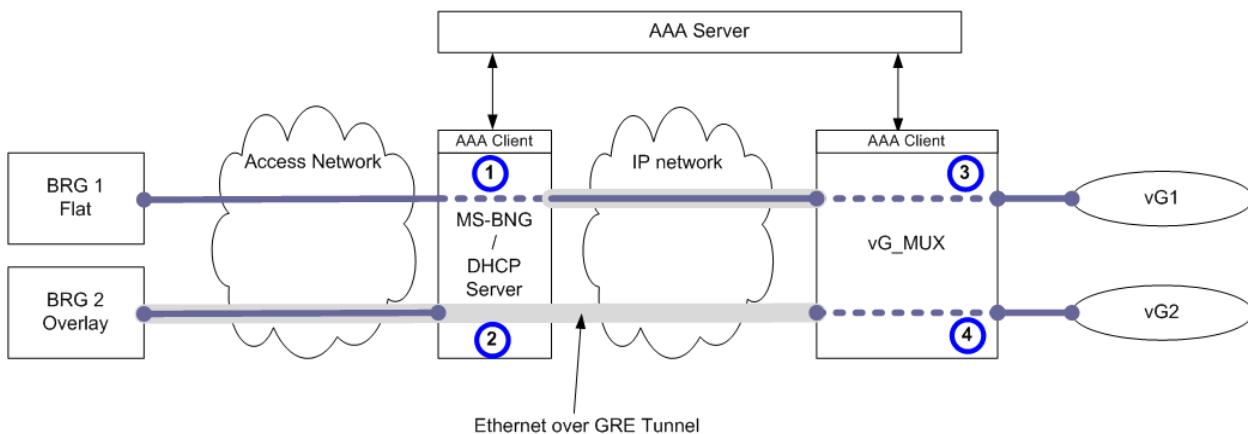 AAA Server
AAA Client
AAA Client
Access Network
IP network
1
3
BRG 1
Flat
MS-BNG
/
DHCP
Server
vG_MUX
vG1
BRG 2
Overlay
vG2
2
4
Ethernet over GRE Tunnel